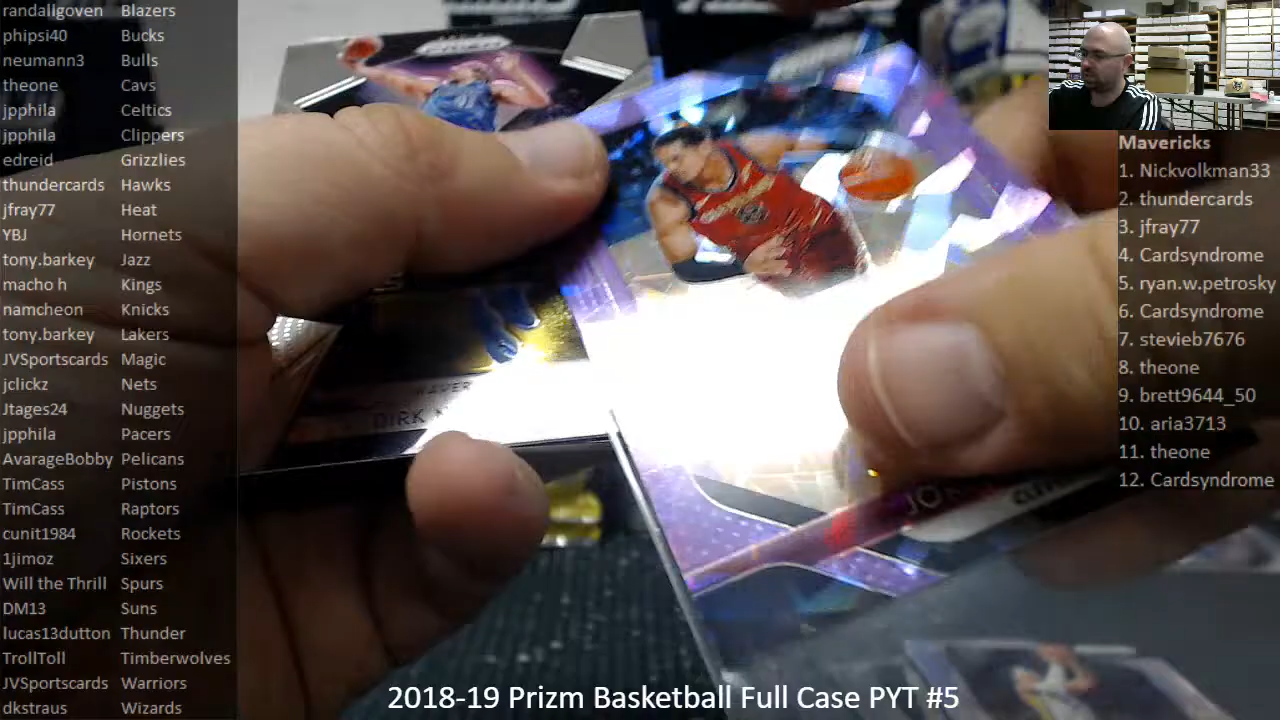 randallgoven Blazers
phipsi40 Bucks
neumann3 Bulls
theone Cavs
jpphila Celtics
jpphila Clippers
edreid Grizzlies
thundercards Hawks
jfray77 Heat
YBJ Hornets
tony.barkey Jazz
macho h Kings
namcheon Knicks
tony.barkey Lakers
JVSportscards Magic
jclickz Nets
Jtages24 Nuggets
jpphila Pacers
AvarageBobby Pelicans
TimCass Pistons
TimCass Raptors
cunit1984 Rockets
1jimoz Sixers
Will the Thrill Spurs
DM13 Suns
lucas13dutton Thunder
TrollToll Timberwolves
JVSportscards Warriors
dkstraus Wizards
Mavericks
1. Nickvolkman33
2. thundercards
3. jfray77
4. Cardsyndrome
5. ryan.w.petrosky
6. Cardsyndrome
7. stevieb7676
8. theone
9. brett9644_50
10. aria3713
11. theone
12. Cardsyndrome
DIRK
2018-19 Prizm Basketball Full Case PYT #5